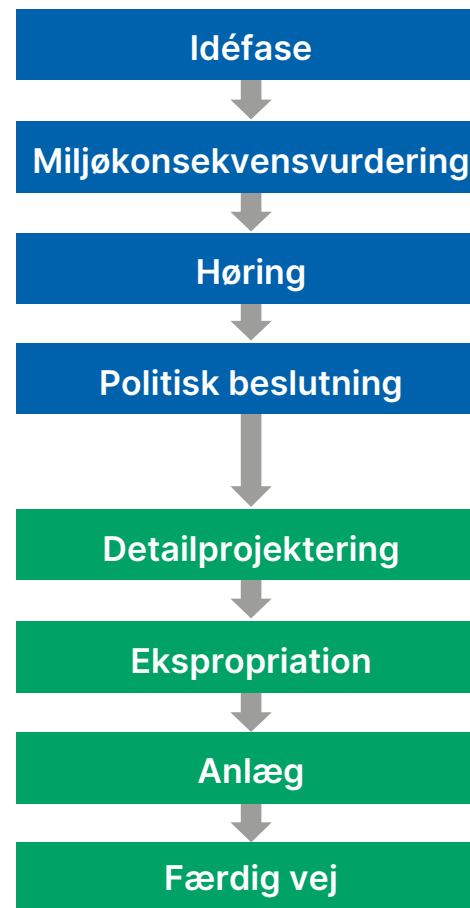 Idéfase
Miljøkonsekvensvurdering
Høring
Politisk beslutning
Detailprojektering
Ekspropriation
Anlæg
Færdig vej